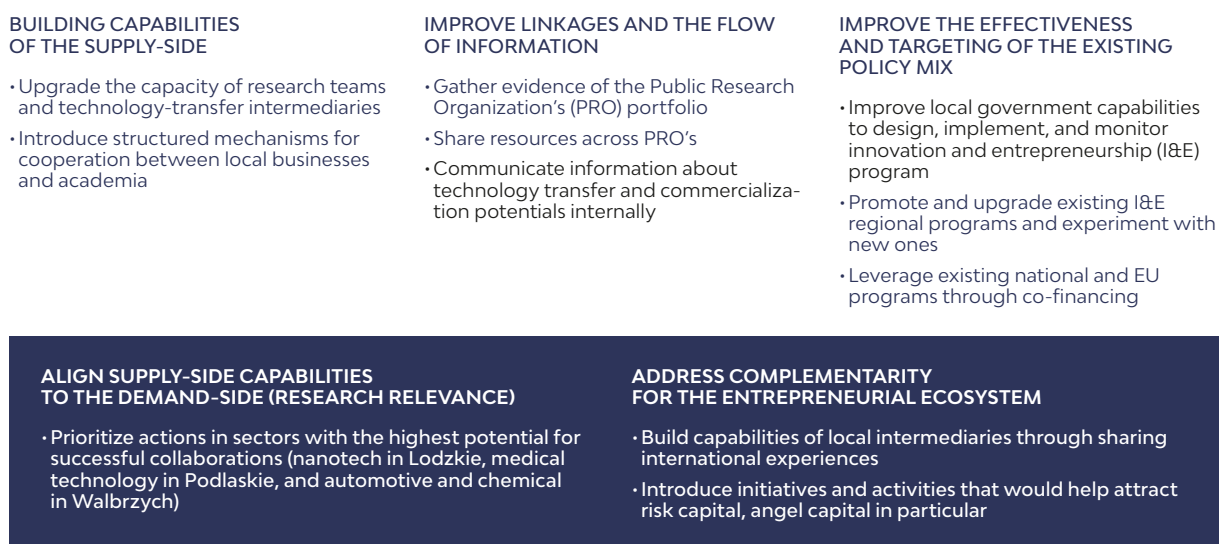 BUILDING CAPABILITIES
OF THE SUPPLY-SIDE
· Upgrade the capacity of research teams
and technology-transfer intermediaries
· Introduce structured mechanisms for
cooperation between local businesses
and academia
IMPROVE LINKAGES AND THE FLOW
OF INFORMATION
· Gather evidence of the Public Research
Organization's (PRO) portfolio
· Share resources across PRO's
· Communicate information about
technology transfer and commercializa-
tion potentials internally
IMPROVE THE EFFECTIVENESS
AND TARGETING OF THE EXISTING
POLICY MIX
· Improve local government capabilities
to design, implement, and monitor
innovation and entrepreneurship (I&E)
program
· Promote and upgrade existing I&E
regional programs and experiment with
new ones
· Leverage existing national and EU
programs through co-financing
ALIGN SUPPLY-SIDE CAPABILITIES
TO THE DEMAND-SIDE (RESEARCH RELEVANCE)
· Prioritize actions in sectors with the highest potential for
successful collaborations (nanotech in Lodzkie, medical
technology in Podlaskie, and automotive and chemical
in Walbrzych)
ADDRESS COMPLEMENTARITY
FOR THE ENTREPRENEURIAL ECOSYSTEM
· Build capabilities of local intermediaries through sharing
international experiences
· Introduce initiatives and activities that would help attract
risk capital, angel capital in particular